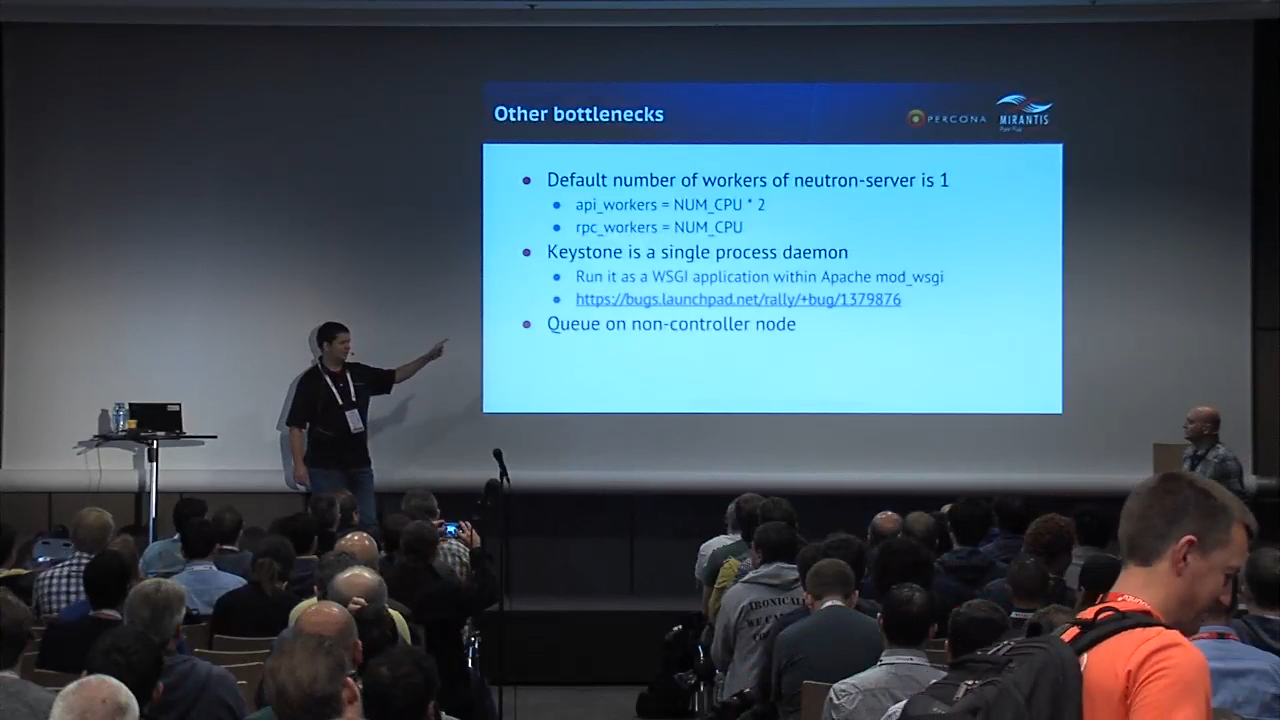 Other bottlenecks
PERCONA
MIRANTIS
Default number of workers of neutron-server is 1
api_workers = NUM_CPU * 2
rpc_workers = NUM_CPU
Keystone is a single process daemon
Run it as a WSGI application within Apache mod_wsgi
https://bugs.launchpad.net/rally/+bug/1379876
Queue on non-controller node